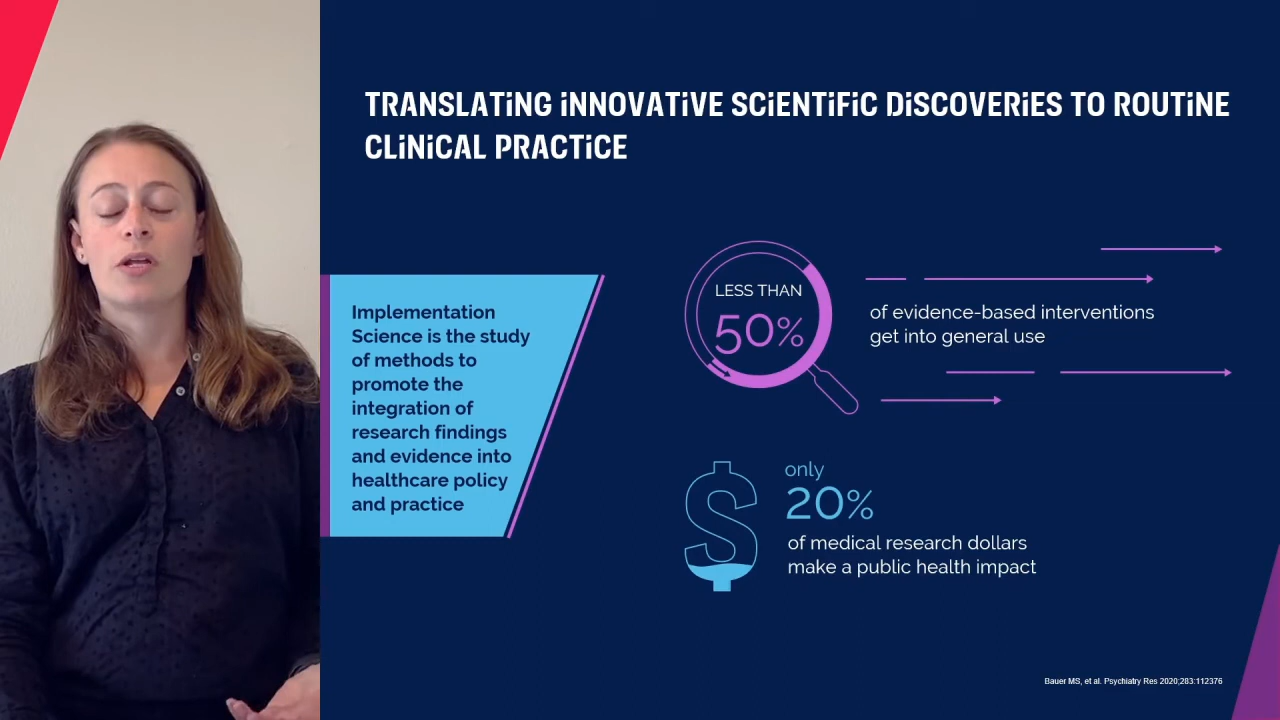 TRANSLATING INNOVATIVE SCIENTIFIC DISCOVERIES TO ROUTINE
CLINICAL PRACTICE
Implementation
Science is the study
of methods to
promote the
integration of
research findings
and evidence into
healthcare policy
and practice
LESS THAN
50%
of evidence-based interventions
get into general use
only
20%
of medical research dollars
make a public health impact
Bauer MS, et al. Psychiatry Res 2020;283:112376